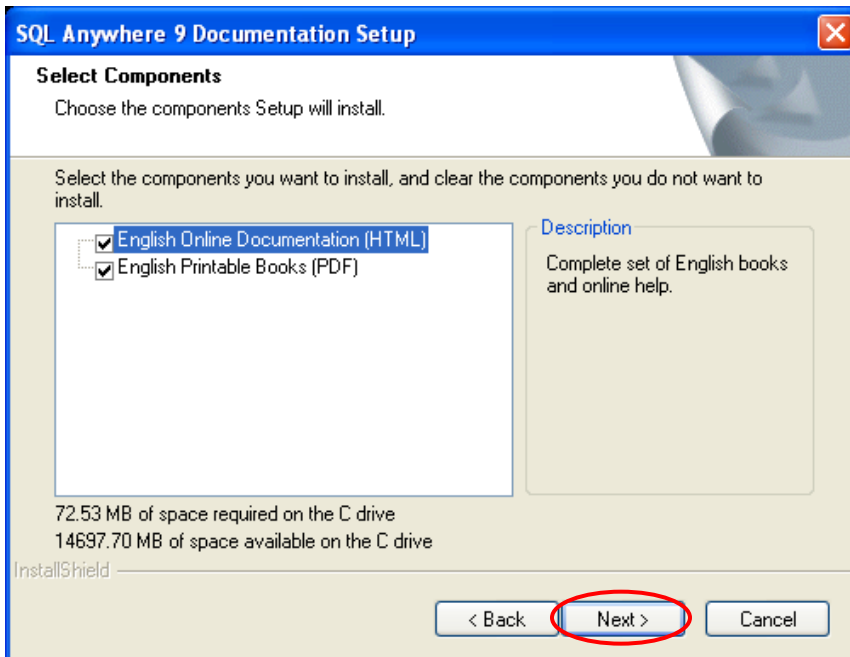 SQL Anywhere 9 Documentation Setup
Select Components
Choose the components Setup will install.
Select the components you want to install, and clear the components you do not want to
install.
English Online Documentation (HTML)
English Printable Books (PDF)
Description
Complete set of English books
and online help.
72.53 MB of space required on the C drive
14697.70 MB of space available on the C drive
InstallShield
< Back
Next >
Cancel